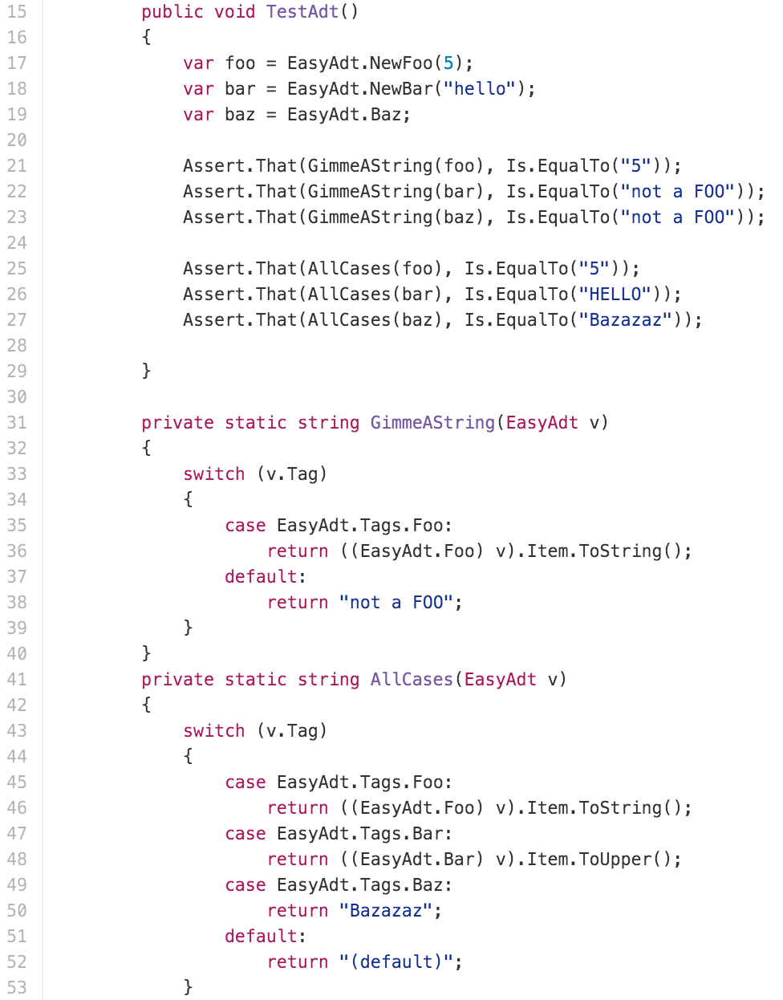 15 public void TestAdt()
16 {
17 var foo = EasyAdt.NewFoo(5);
18 var bar = EasyAdt.NewBar("hello");
19 var baz = EasyAdt.Baz;
20
21 Assert.That(GimmeAString(foo), Is.EqualTo("5"));
22 Assert.That(GimmeAString(bar), Is.EqualTo("not a FOO"));
23 Assert.That(GimmeAString(baz), Is.EqualTo("not a FOO"));
24
25 Assert.That(AllCases(foo), Is.EqualTo("5"));
26 Assert.That(AllCases(bar), Is.EqualTo("HELLO"));
27 Assert.That(AllCases(baz), Is.EqualTo("Bazazaz"));
28
29 }
30
31 private static string GimmeAString(EasyAdt v)
32 {
33 switch (v.Tag)
34 {
35 case EasyAdt.Tags.Foo:
36 return ((EasyAdt.Foo) v).Item.ToString();
37 default:
38 return "not a FOO";
39 }
40 }
41 private static string AllCases(EasyAdt v)
42 {
43 switch (v.Tag)
44 {
45 case EasyAdt.Tags.Foo:
46 return ((EasyAdt.Foo) v).Item.ToString();
47 case EasyAdt.Tags.Bar:
48 return ((EasyAdt.Bar) v).Item.ToUpper();
49 case EasyAdt.Tags.Baz:
50 return "Bazazaz";
51 default:
52 return "(default)";
53 }